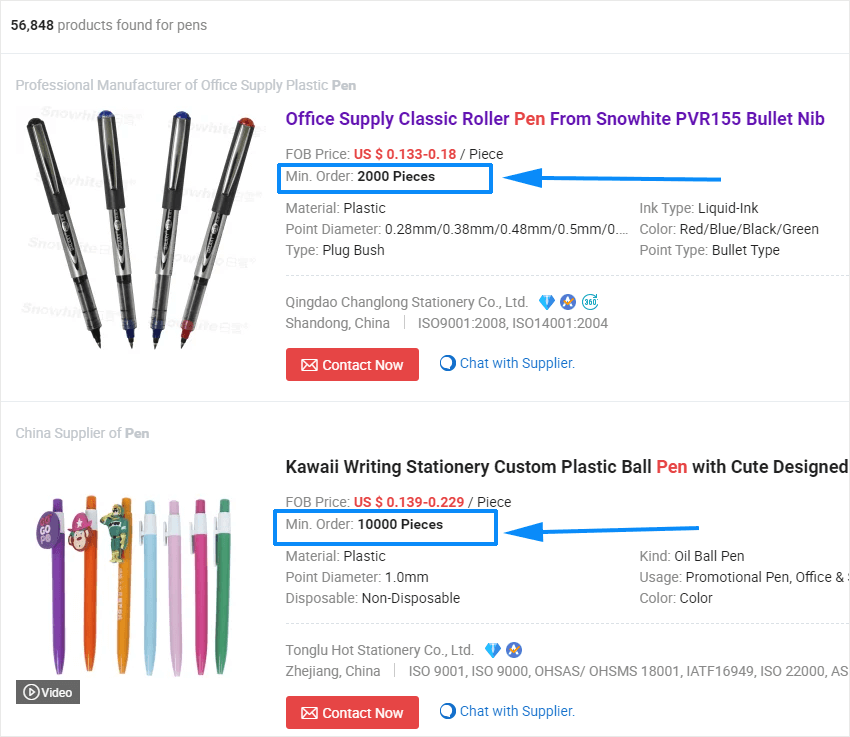 56,848 products found for pens
Professional Manufacturer of Office Supply Plastic Pen
Office Supply Classic Roller Pen From Snowhite PVR155 Bullet Nib
FOB Price: US $ 0.133-0.18 / Piece
Min. Order: 2000 Pieces
Material: Plastic
Ink Type: Liquid-Ink
Point Diameter: 0.28mm/0.38mm/0.48mm/0.5mm/0....
Color: Red/Blue/Black/Green
Type: Plug Bush
Point Type: Bullet Type
Qingdao Changlong Stationery Co., Ltd.
360
Shandong, China
ISO9001:2008, ISO14001:2004
Contact Now
Chat with Supplier.
China Supplier of Pen
Kawaii Writing Stationery Custom Plastic Ball Pen with Cute Designed
FOB Price: US $ 0.139-0.229 / Piece
Min. Order: 10000 Pieces
Material: Plastic
Kind: Oil Ball Pen
Point Diameter: 1.0mm
Usage: Promotional Pen, Office &
Disposable: Non-Disposable
Color: Color
Tonglu Hot Stationery Co., Ltd.
Zhejiang, China
ISO 9001, ISO 9000, OHSAS/ OHSMS 18001, IATF16949, ISO 22000, AS
Video
Contact Now
Chat with Supplier.